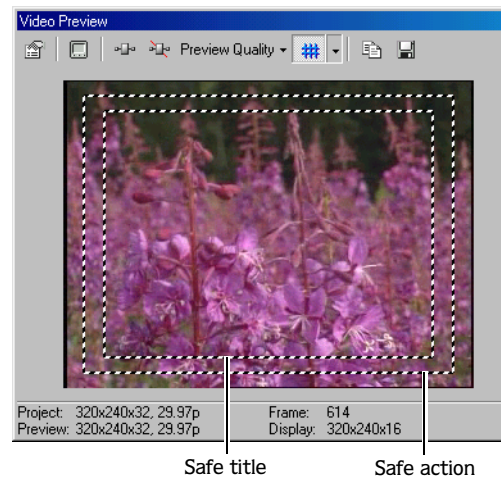 Video Preview
Preview Quality
Project: 320x240x32, 29.97p Frame: 614
Preview: 320x240x32, 29.97p Display: 320x240x16
Safe title Safe action